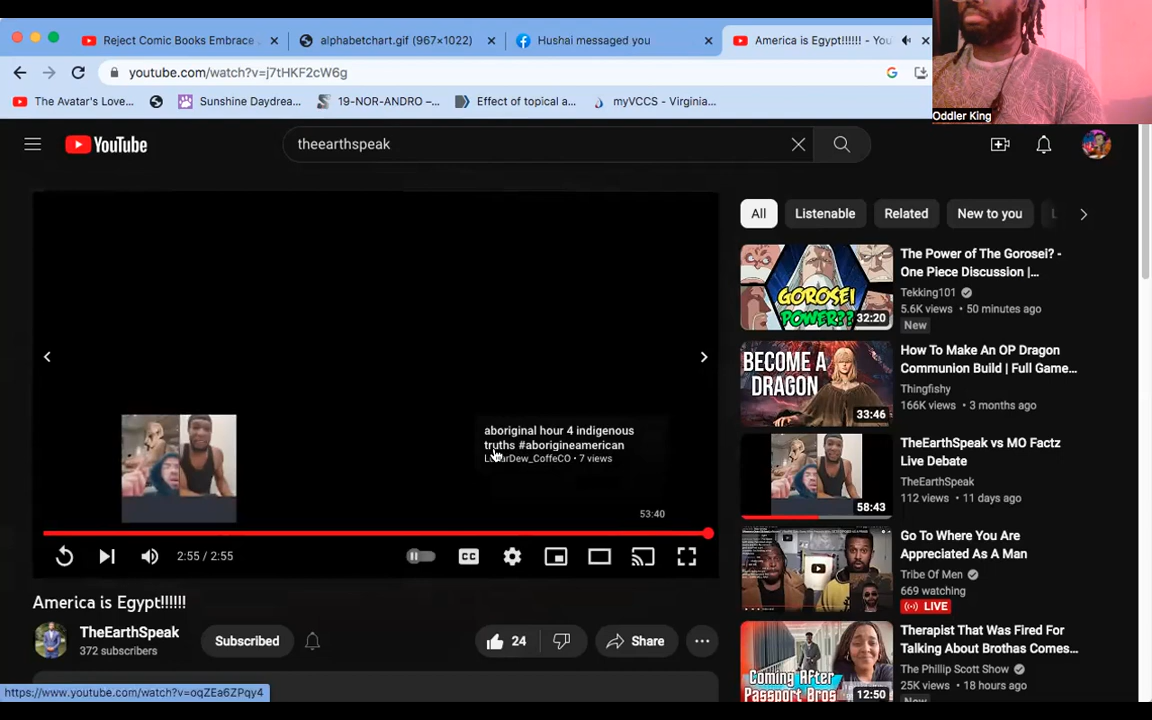 Reject Comic Books Embrace
alphabetchart.gif (967×1022)
Hushai messaged you
America is Egypt!!!!!! - You
youtube.com/watch?v=j7tHKF2cW6g
The Avatar's Love...
Sunshine Daydrea...
19-NOR-ANDRO –...
Effect of topical a...
myVCCS - Virginia...
Oddler King
YouTube
theearthspeak
All
Listenable
Related
New to you
GOROSEI
POWER??
32:20
The Power of The Gorosei? -
One Piece Discussion |...
Tekking101
5.6K views • 50 minutes ago
New
BECOME A
DRAGON
33:46
How To Make An OP Dragon
Communion Build | Full Game...
Thingfishy
166K views • 3 months ago
aboriginal hour 4 indigenous
truths #aborigineamerican
_CoffeCO • 7 views
53:40
58:43
TheEarthSpeak vs MO Factz
Live Debate
TheEarthSpeak
112 views • 11 days ago
2:55 / 2:55
CC
Go To Where You Are
Appreciated As A Man
Tribe Of Men
669 watching
LIVE
America is Egypt!!!!!!
TheEarthSpeak
372 subscribers
Subscribed
24
Share
Coming After
Passport Bros
12:50
Therapist That Was Fired For
Talking About Brothas Comes...
The Phillip Scott Show
25K views • 18 hours ago
New
https://www.youtube.com/watch?v=oqZEa6ZPqy4